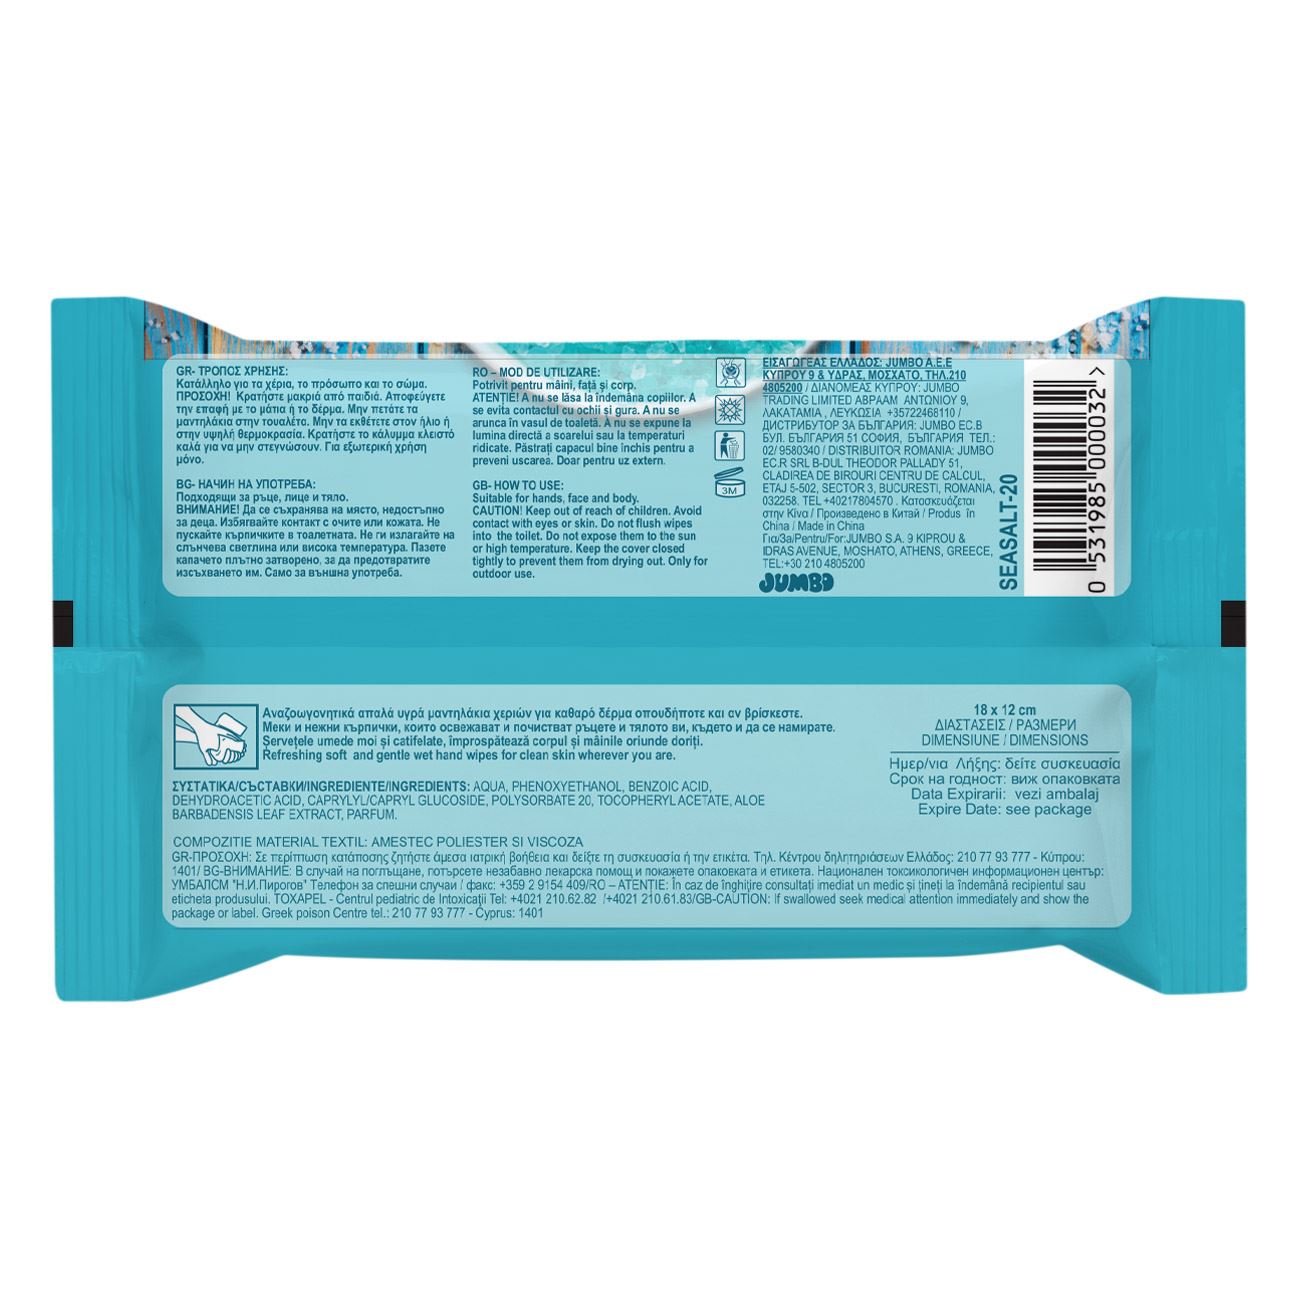 GR- ΤΡΟΠΟΣ ΧΡΗΣΗΣ:
Κατάλληλο για τα χέρια, το πρόσωπο και το σώμα.
ΠΡΟΣΟΧΗ! Κρατήστε μακριά από παιδιά. Αποφεύγετε
την επαφή με το μάτια ή το δέρμα. Μην πετάτε τα
μαντηλάκια στην τουαλέτα. Μην τα εκθέτετε στον ήλιο ή
στην υψηλή θερμοκρασία. Κρατήστε το κάλυμμα κλειστό
καλά για να μην στεγνώσουν. Για εξωτερική χρήση
μόνο.
BG- НАЧИН НА УПОТРЕБА:
Подходящи за ръце, лице и тяло.
ВНИМАНИЕ! Да се съхранява на място, недостъпно
за деца. Избягвайте контакт с очите или кожата. Не
пускайте кърпичките в тоалетната. Не ги излагайте на
слънчева светлина или висока температура. Пазете
капачето плътно затворено, за да предотвратите
изсъхването им. Само за външна употреба.
RO – MOD DE UTILIZARE:
Potrivit pentru mâini, față și corp.
ATENȚIE! A nu se lăsa la îndemâna copiilor. A
se evita contactul cu ochii și gura. A nu se
arunca în vasul de toaletă. A nu se expune la
lumina directă a soarelui sau la temperaturi
ridicate. Păstrați capacul bine închis pentru a
preveni uscarea. Doar pentru uz extern.
GB- HOW TO USE:
Suitable for hands, face and body.
CAUTION! Keep out of reach of children. Avoid
contact with eyes or skin. Do not flush wipes
into the toilet. Do not expose them to the sun
or high temperature. Keep the cover closed
tightly to prevent them from drying out. Only for
outdoor use.
3M
ΕΙΣΑΓΩΓΕΑΣ ΕΛΛΑΔΟΣ: JUMBO Α.Ε.Ε
ΚΥΠΡΟΥ 9 & ΥΔΡΑΣ, ΜΟΣΧΑΤΟ, ΤΗΛ.210
4805200 / ΔΙΑΝΟΜΕΑΣ ΚΥΠΡΟΥ: JUMBO
TRADING LIMITED ΑΒΡΑΑΜ ΑΝΤΩΝΙΟΥ 9,
ΛΑΚΑΤΑΜΙΑ , ΛΕΥΚΩΣΙΑ +35722468110 /
ДИСТРИБУТОР ЗА БЪЛГАРИЯ: JUMBO EC.B
БУЛ. БЪЛГАРИЯ 51 СОФИЯ, БЪЛГАРИЯ ТЕЛ.:
02/ 9580340 / DISTRIBUITOR ROMANIA: JUMBO
EC.R SRL B-DUL THEODOR PALLADY 51,
CLADIREA DE BIROURI CENTRU DE CALCUL,
ETAJ 5-502, SECTOR 3, BUCURESTI, ROMANIA,
032258. TEL +40217804570 . Κατασκευάζεται
στην Κίνα / Произведено в Китай / Produs în
China / Made in China
Για/За/Pentru/For:JUMBO S.A. 9 KIPROU &
IDRAS AVENUE, MOSHATO, ATHENS, GREECE,
TEL:+30 210 4805200
JUMBO
SEASALT-20
0 531985 000032 >
Αναζωογονητικά απαλά υγρά μαντηλάκια χεριών για καθαρό δέρμα οπουδήποτε και αν βρίσκεστε.
Меки и нежни кърпички, които освежават и почистват ръцете и тялото ви, където и да се намирате.
Șervețele umede moi și catifelate, împrospătează corpul și mâinile oriunde doriți.
Refreshing soft and gentle wet hand wipes for clean skin wherever you are.
ΣΥΣΤΑΤΙΚΑ/СЪСТАВКИ/INGREDIENTE/INGREDIENTS: AQUA, PHENOXYETHANOL, BENZOIC ACID,
DEHYDROACETIC ACID, CAPRYLYL/CAPRYL GLUCOSIDE, POLYSORBATE 20, TOCOPHERYL ACETATE, ALOE
BARBADENSIS LEAF EXTRACT, PARFUM.
18 x 12 cm
ΔΙΑΣΤΑΣΕΙΣ / РАЗМЕРИ
DIMENSIUNE / DIMENSIONS
Ημερ/νια Λήξης: δείτε συσκευασία
Срок на годност: виж опаковката
Data Expirarii: vezi ambalaj
Expire Date: see package
COMPOZITIE MATERIAL TEXTIL: AMESTEC POLIESTER SI VISCOZA
GR-ΠΡΟΣΟΧΗ: Σε περίπτωση κατάποσης ζητήστε άμεσα ιατρική βοήθεια και δείξτε τη συσκευασία ή την ετικέτα. Τηλ. Κέντρου δηλητηριάσεων Ελλάδος: 210 77 93 777 - Κύπρου:
1401/ BG-ВНИМАНИЕ: В случай на поглъщане, потърсете незабавно лекарска помощ и покажете опаковката и етикета. Национален токсикологичен информационен център:
УМБАЛСМ "Н.И.Пирогов" Телефон за спешни случаи / факс: +359 2 9154 409/RO – ATENȚIE: În caz de înghițire consultați imediat un medic și țineți la îndemână recipientul sau
eticheta produsului. TOXAPEL - Centrul pediatric de Intoxicații Tel: +4021 210.62.82 /+4021 210.61.83/GB-CAUTION: If swallowed seek medical attention immediately and show the
package or label. Greek poison Centre tel.: 210 77 93 777 - Cyprus: 1401